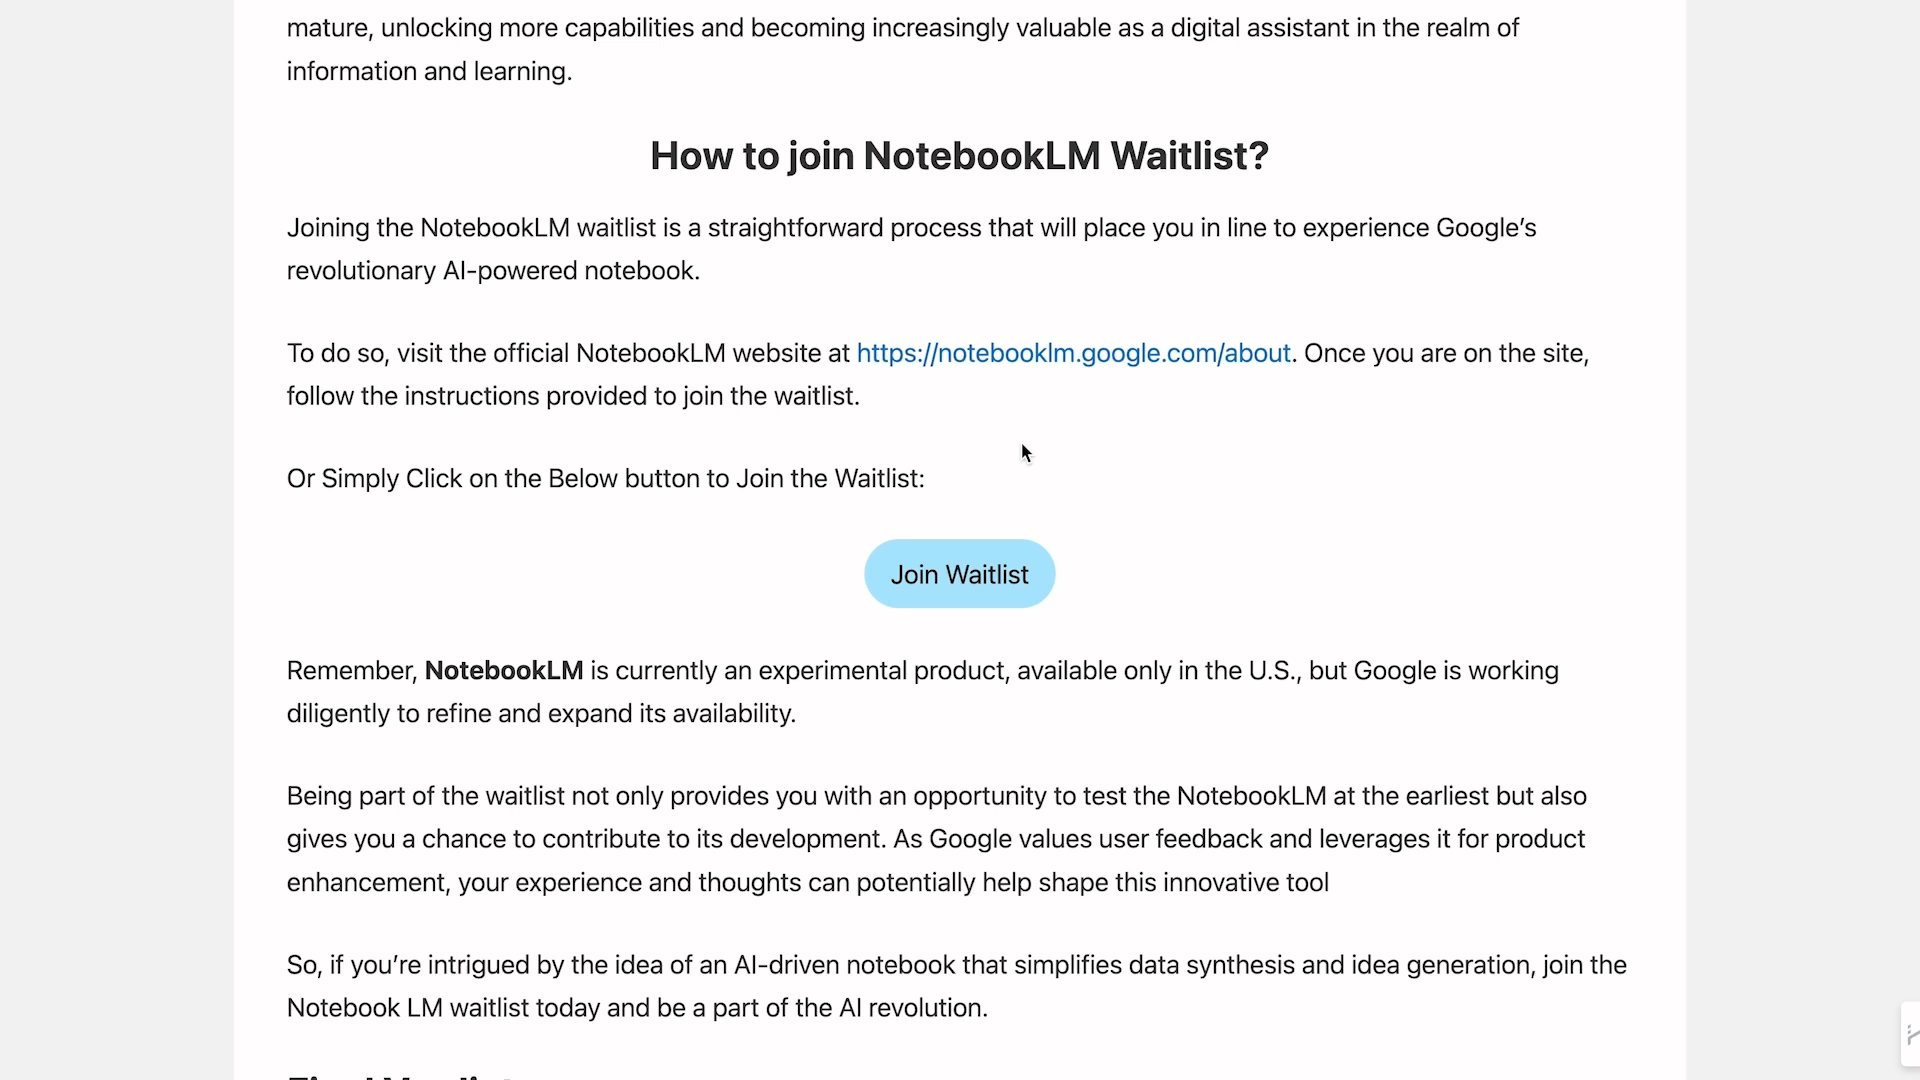 mature, unlocking more capabilities and becoming increasingly valuable as a digital assistant in the realm of
information and learning.
How to join NotebookLM Waitlist?
Joining the NotebookLM waitlist is a straightforward process that will place you in line to experience Google’s
revolutionary AI-powered notebook.
To do so, visit the official NotebookLM website at https://notebooklm.google.com/about. Once you are on the site,
follow the instructions provided to join the waitlist.
Or Simply Click on the Below button to Join the Waitlist:
Join Waitlist
Remember, NotebookLM is currently an experimental product, available only in the U.S., but Google is working
diligently to refine and expand its availability.
Being part of the waitlist not only provides you with an opportunity to test the NotebookLM at the earliest but also
gives you a chance to contribute to its development. As Google values user feedback and leverages it for product
enhancement, your experience and thoughts can potentially help shape this innovative tool
So, if you’re intrigued by the idea of an AI-driven notebook that simplifies data synthesis and idea generation, join the
Notebook LM waitlist today and be a part of the AI revolution.